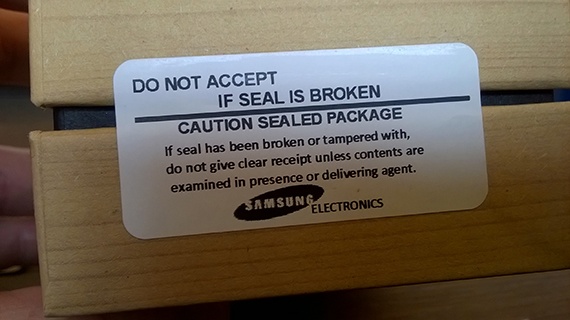 DO NOT ACCEPT
IF SEAL IS BROKEN
CAUTION SEALED PACKAGE
If seal has been broken or tampered with,
do not give clear receipt unless contents are
examined in presence or delivering agent.
SAMSUNG ELECTRONICS